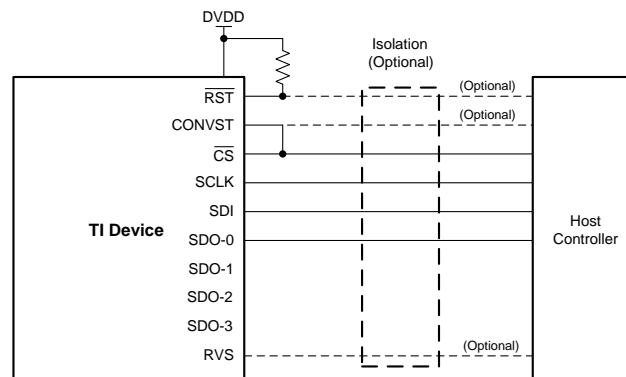 DVDD
Isolation
(Optional)
RST
(Optional)
CONVST
(Optional)
CS
SCLK
SDI
TI Device
SDO-0
Host
Controller
SDO-1
SDO-2
SDO-3
RVS
(Optional)